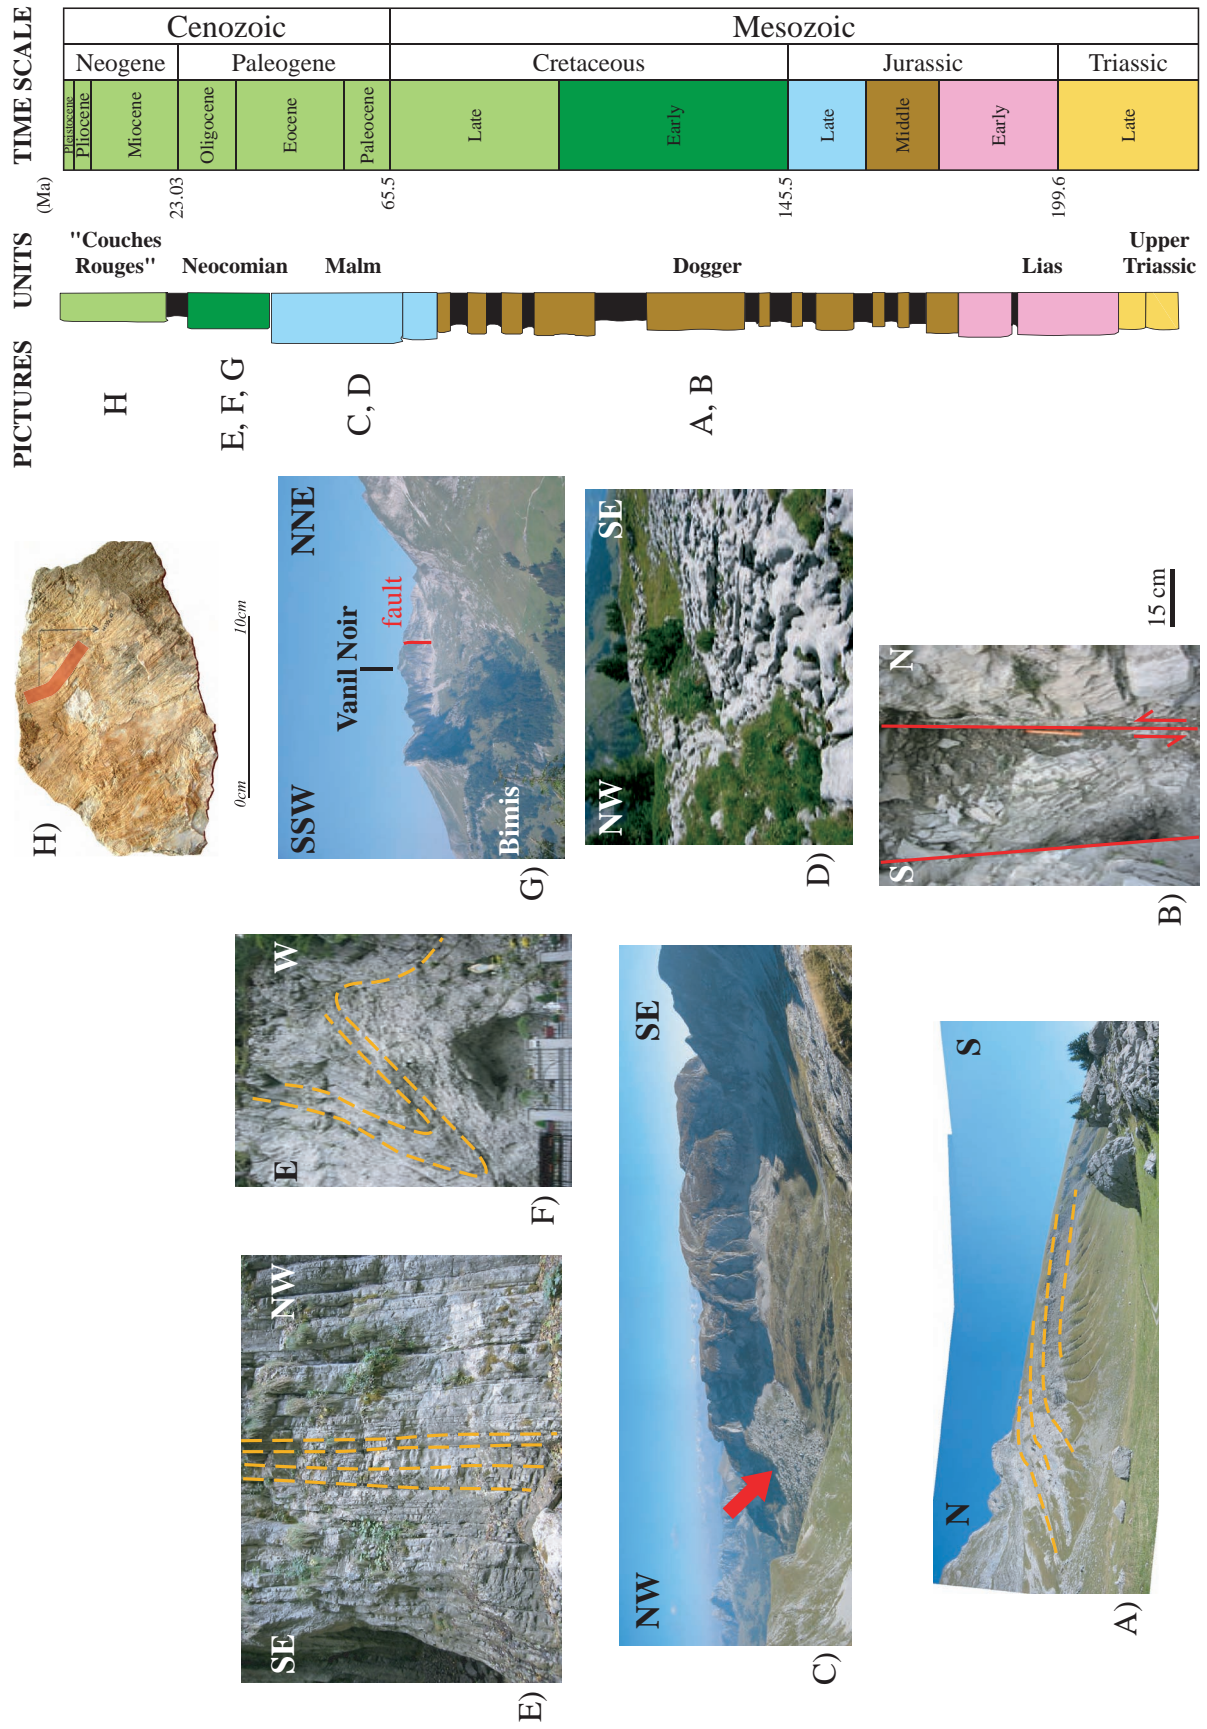 TIME SCALE
Cenozoic
Mesozoic
Neogene
Paleogene
Cretaceous
Jurassic
Triassic
Pleistocene
Pliocene
Miocene
Oligocene
Eocene
Paleocene
Late
Early
Late
Middle
Early
Late
(Ma)
23.03
65.5
145.5
199.6
UNITS
"Couches
Rouges"
Neocomian
Malm
Dogger
Lias
Upper
Triassic
PICTURES
H
E, F, G
C, D
A, B
H)
0cm
10cm
SSW
NNE
Vanil Noir
fault
Bimis
G)
NW
SE
D)
S
N
B)
15 cm
E
W
F)
NW
SE
C)
SE
NW
E)
N
S
A)